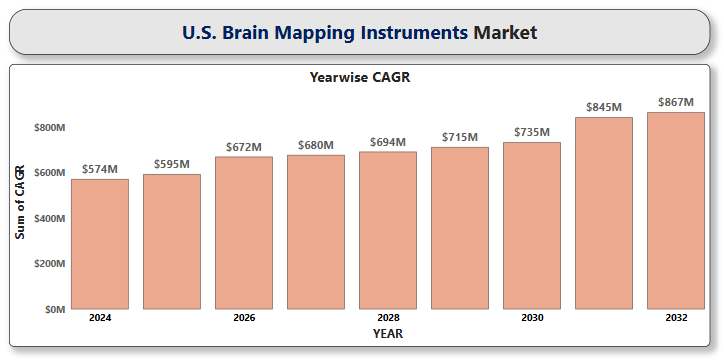 U.S. Brain Mapping Instruments Market
Yearwise CAGR
$867M
$845M
$735M
$715M
$694M
$680M
$672M
$595M
$574M
$800M
$600M
$400M
$200M
$0M
Sum of CAGR
2024 2026 2028 2030 2032
YEAR